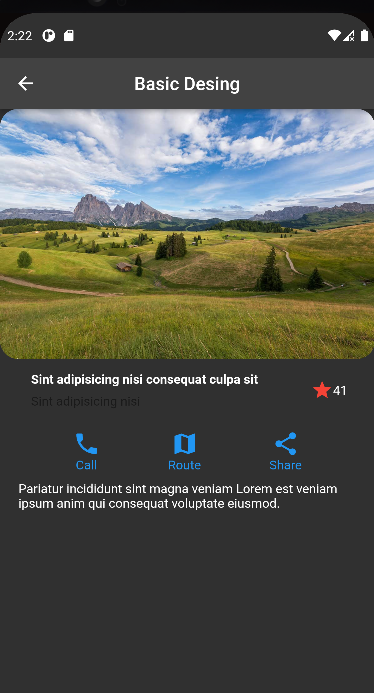 2:22
Basic Desing
Sint adipisicing nisi consequat culpa sit
41
Sint adipisicing nisi
Call
Route
Share
Pariatur incididunt sint magna veniam Lorem est veniam
ipsum anim qui consequat voluptate eiusmod.